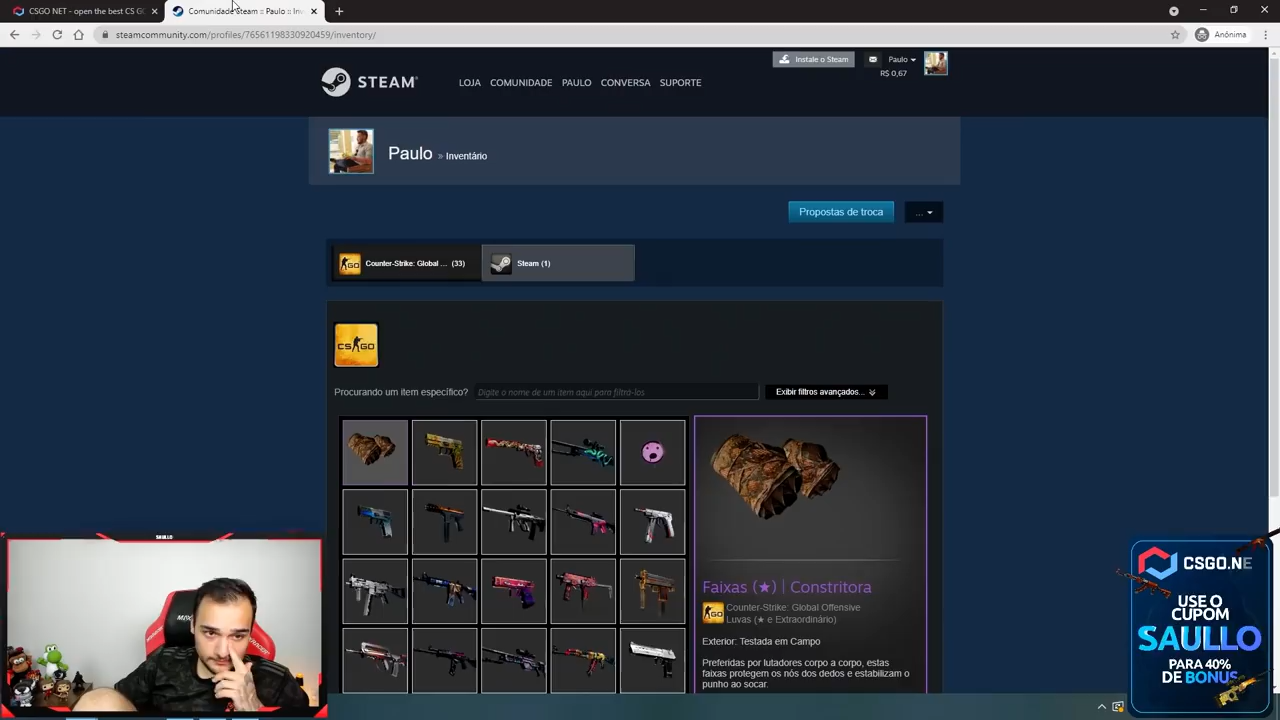 CSGO NET - open the best CS G
Comunidade Steam :: Paulo :: Inv
steamcommunity.com/profiles/76561198330920459/inventory/
Anónima
Instale o Steam
Paulo
R$ 0,67
STEAM
LOJA COMUNIDADE PAULO CONVERSA SUPORTE
Paulo » Inventário
Propostas de troca
...
Counter-Strike: Global ... (33)
Steam (1)
CS GO
Procurando um item específico?
Digite o nome de um item aqui para filtrá-los
Exibir filtros avançados...
Faixas (★) | Constritora
Counter-Strike: Global Offensive
Luvas (★ e Extraordinário)
Exterior: Testada em Campo
Preferidas por lutadores corpo a corpo, estas
faixas protegem os nós dos dedos e estabilizam o
punho ao socar.
SAULLO
CSGO.NE
USE O
CUPOM
SAULLO
PARA 40%
DE BONUS